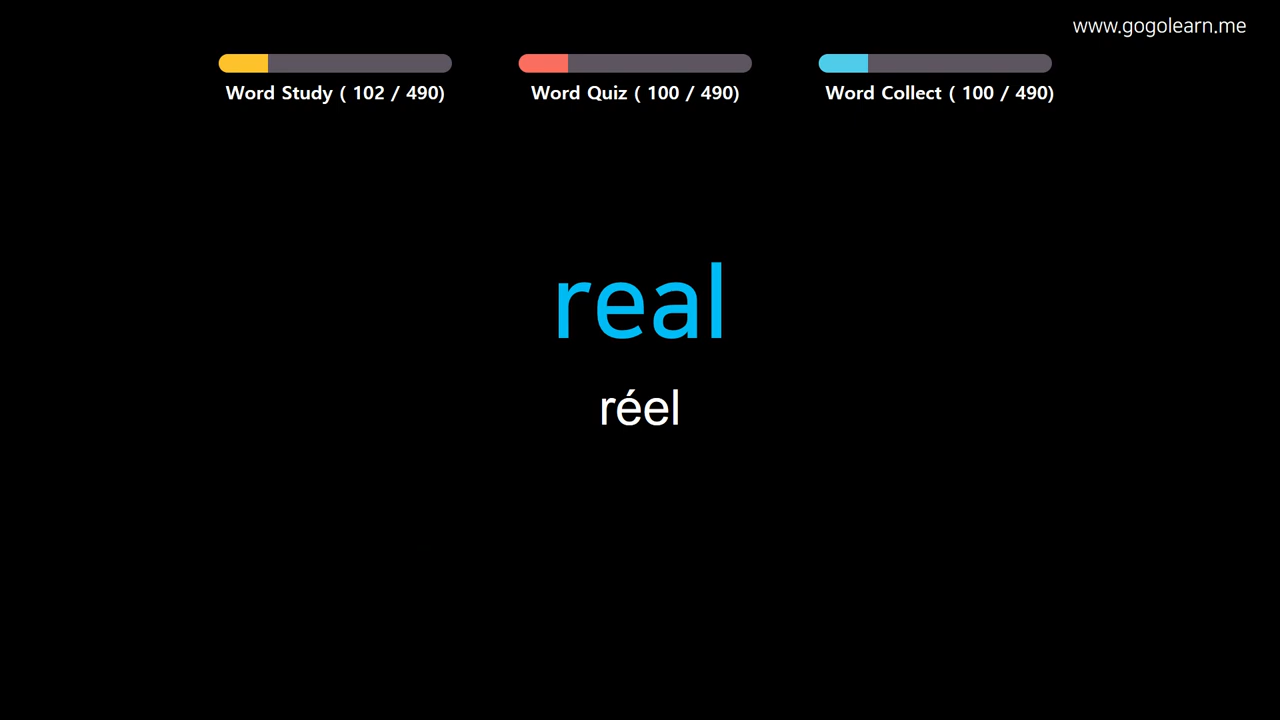 www.gogolearn.me
Word Study ( 102 / 490)
Word Quiz ( 100 / 490)
Word Collect ( 100 / 490)
real
réel